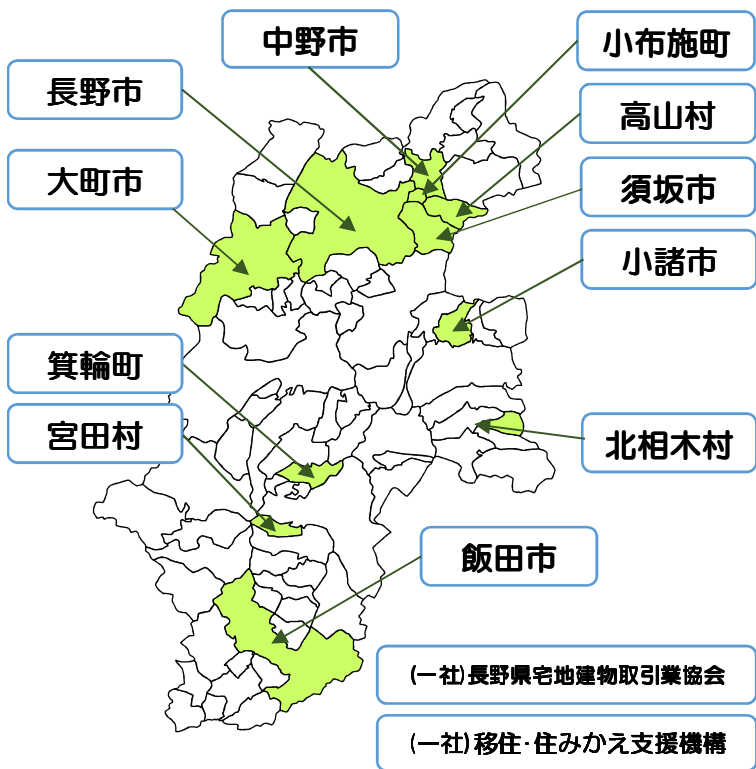 中野市
小布施町
長野市
高山村
大町市
須坂市
小諸市
箕輪町
宮田村
北相木村
飯田市
(一社)長野県宅地建物取引業協会
(一社)移住・住みかえ支援機構